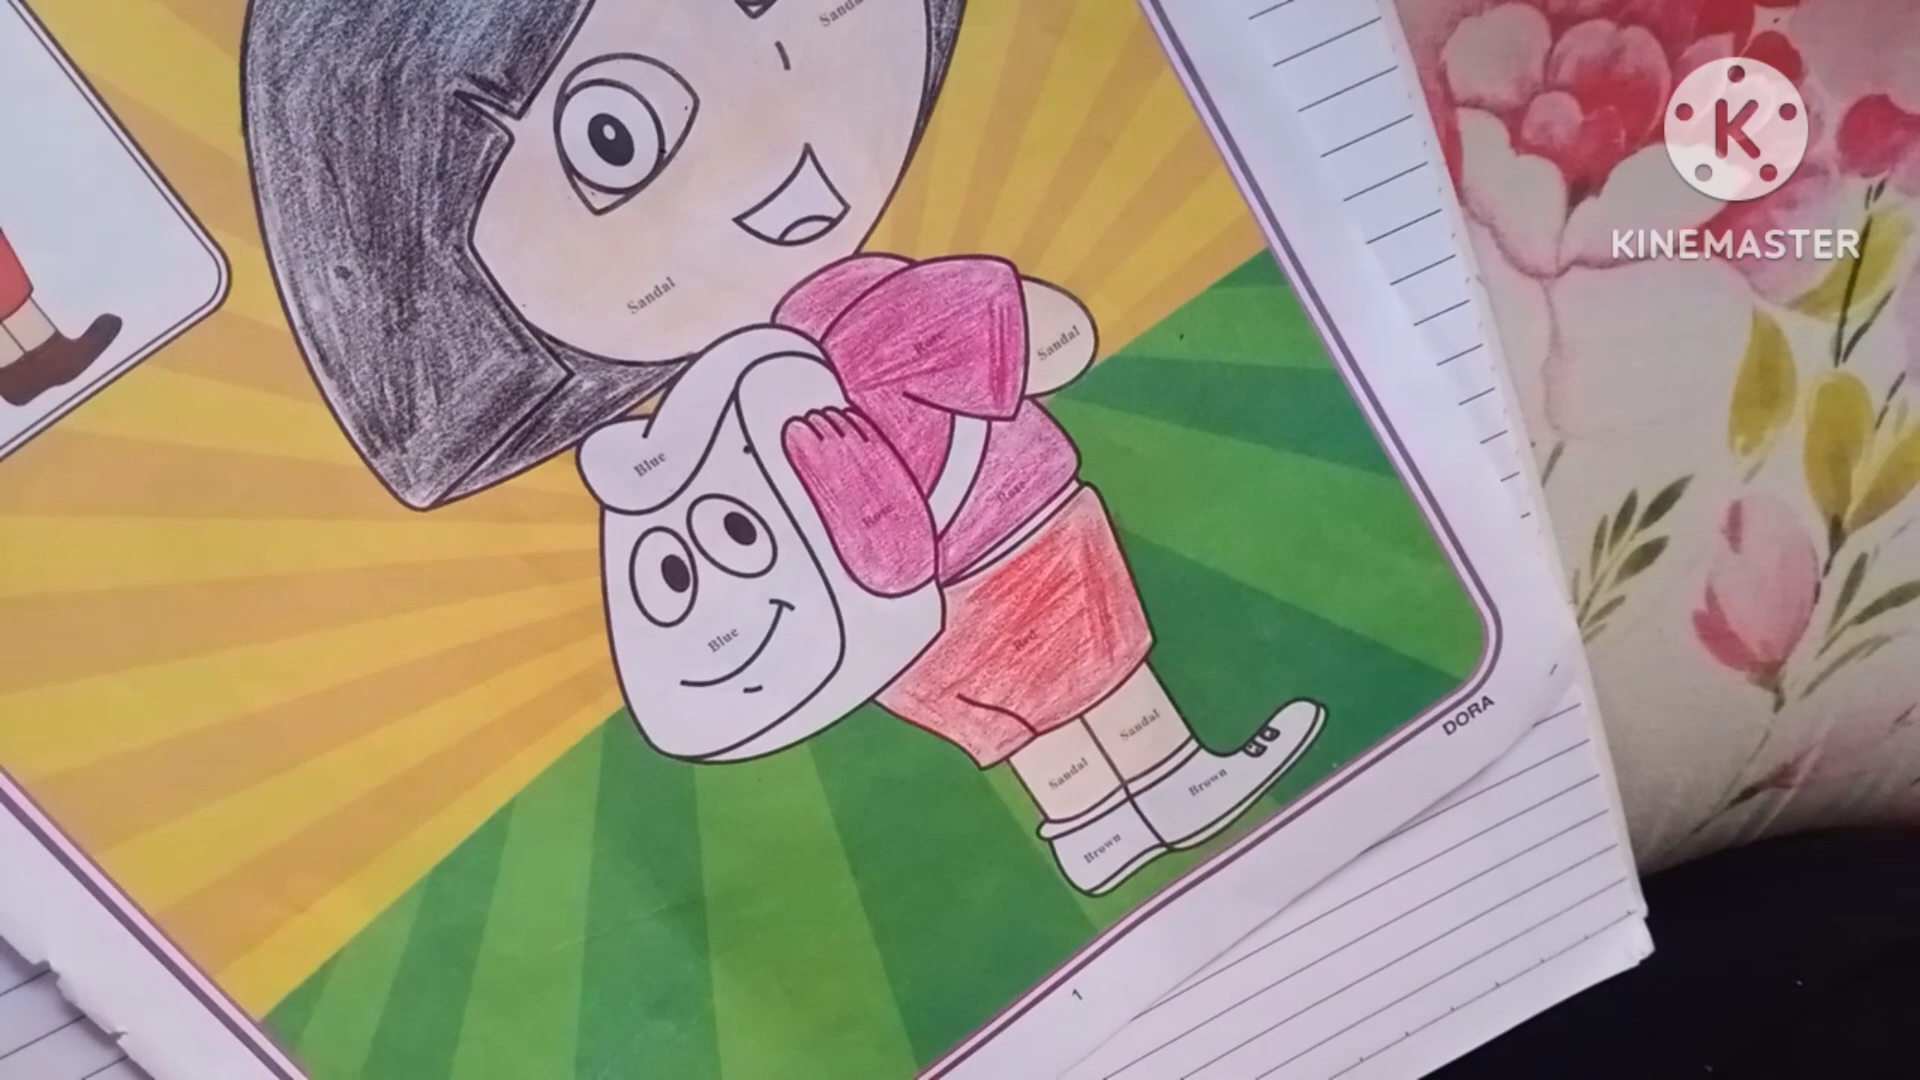 Sandal
K
KINEMASTER
Sandal
Rose
Sandal
Blue
Rose
Rose
Blue
Red
Sandal
Sandal
Brown
Brown
DORA
1